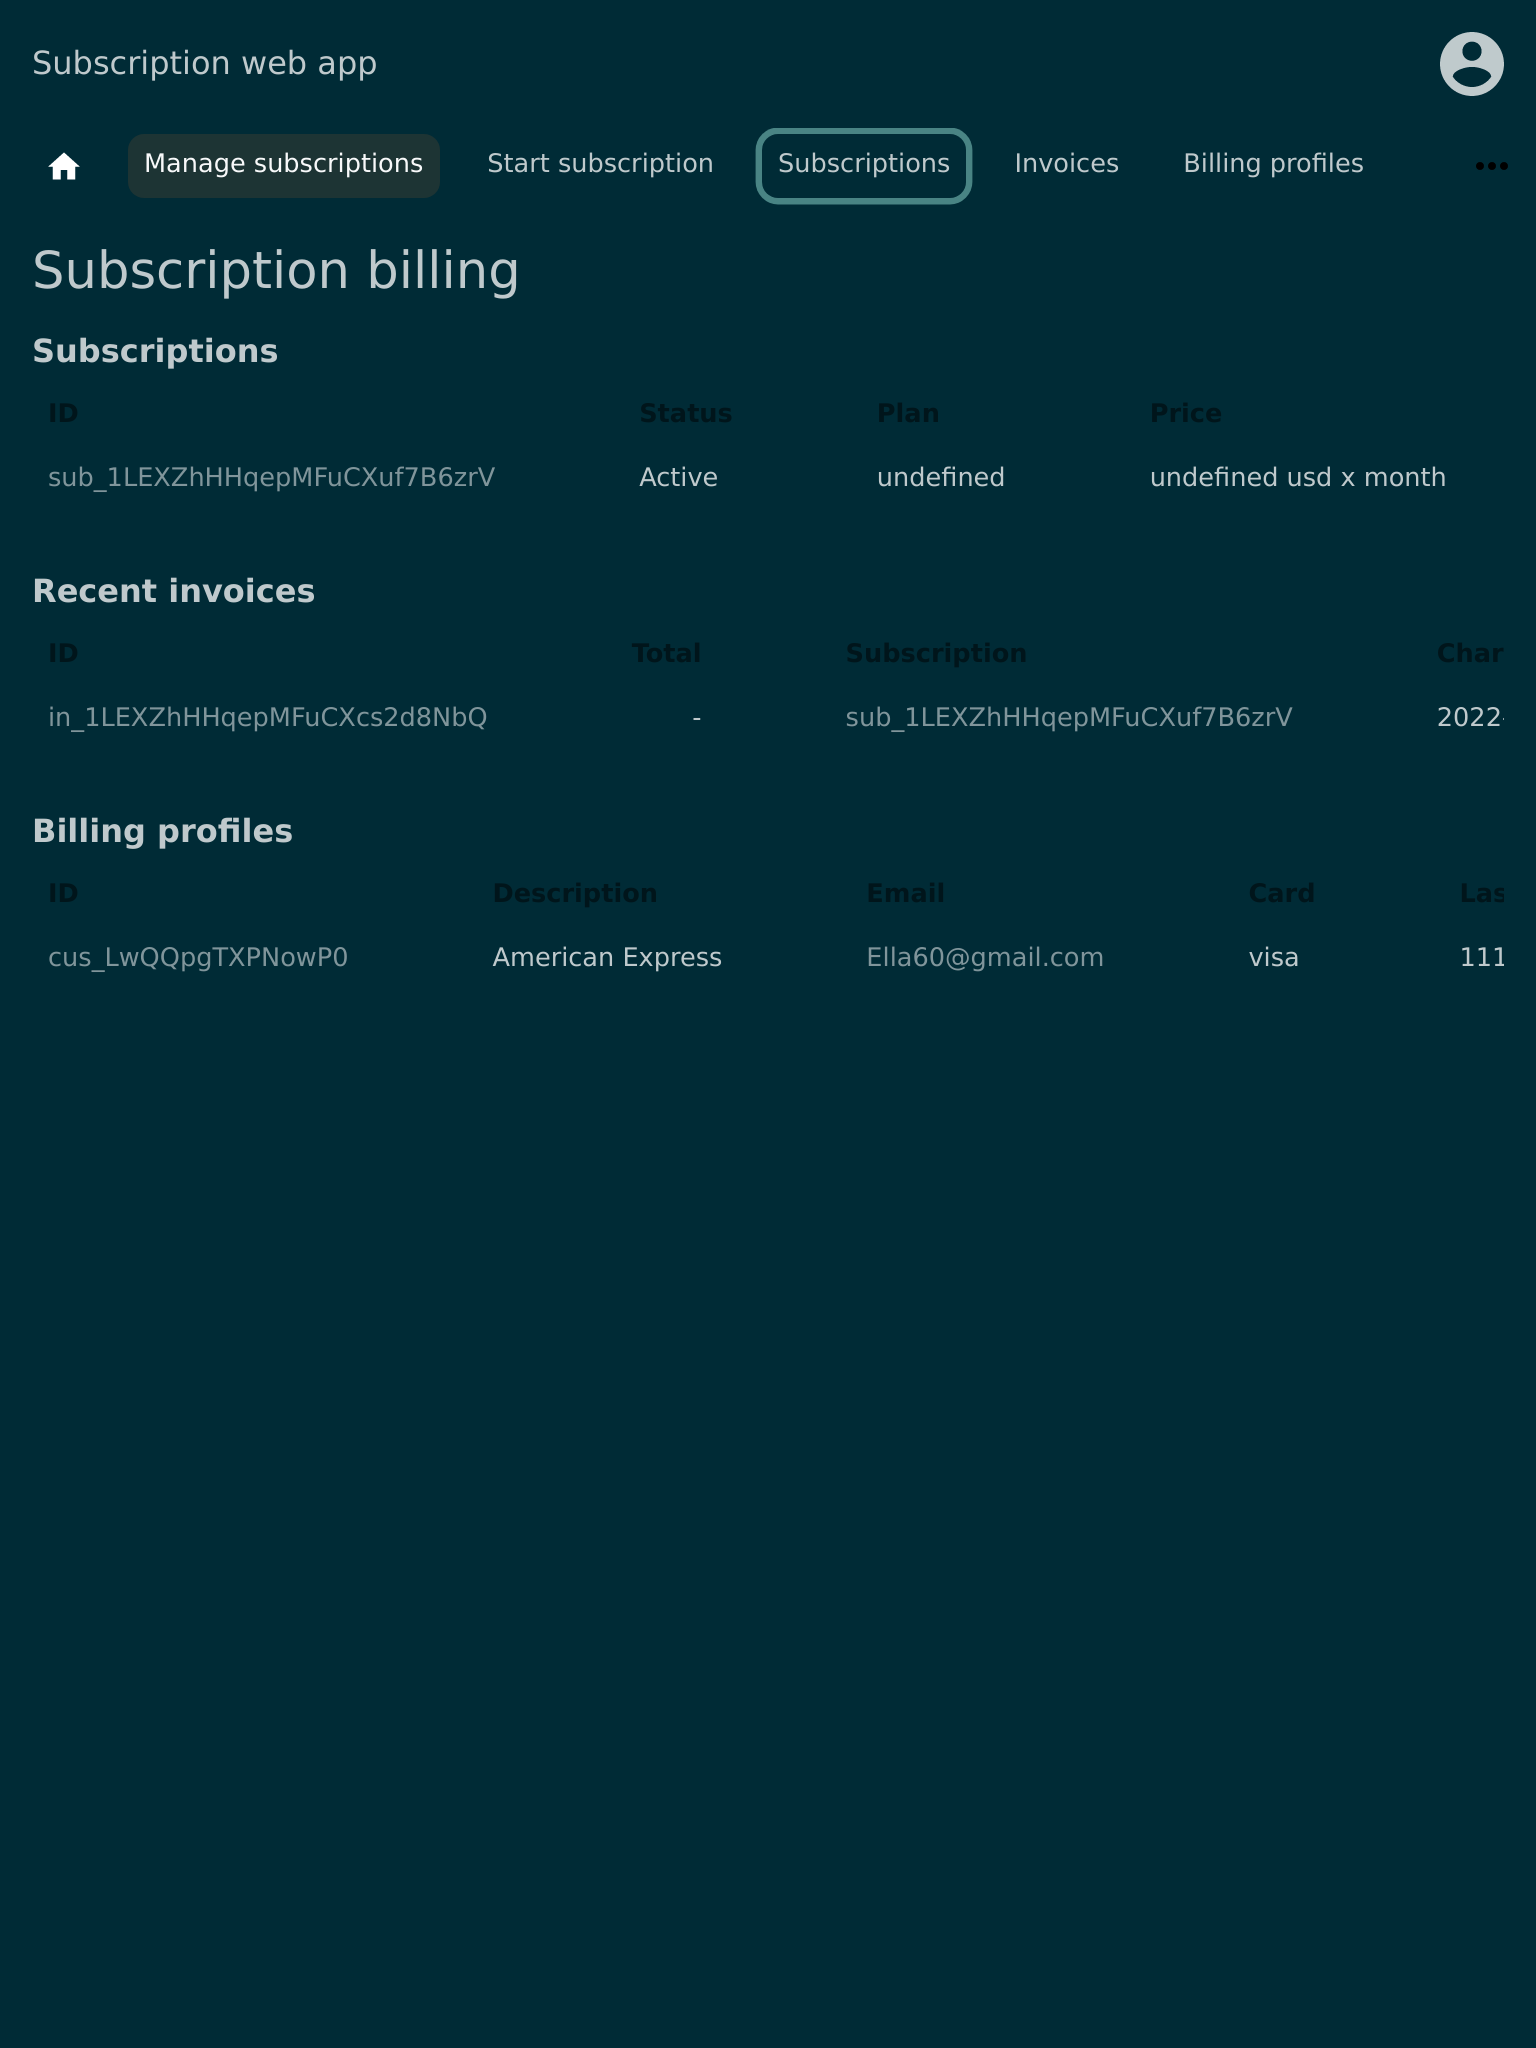 Subscription web app
Manage subscriptions Start subscription Subscriptions Invoices Billing profiles
Subscription billing
Subscriptions
ID Status Plan Price
sub_1LEXZhHHqepMFuCXuf7B6zrV Active undefined undefined usd x month
Recent invoices
ID Total Subscription Char
in_1LEXZhHHqepMFuCXcs2d8NbQ - sub_1LEXZhHHqepMFuCXuf7B6zrV 2022-
Billing profiles
ID Description Email Card Las
cus_LwQQpgTXPNowP0 American Express Ella60@gmail.com visa 111